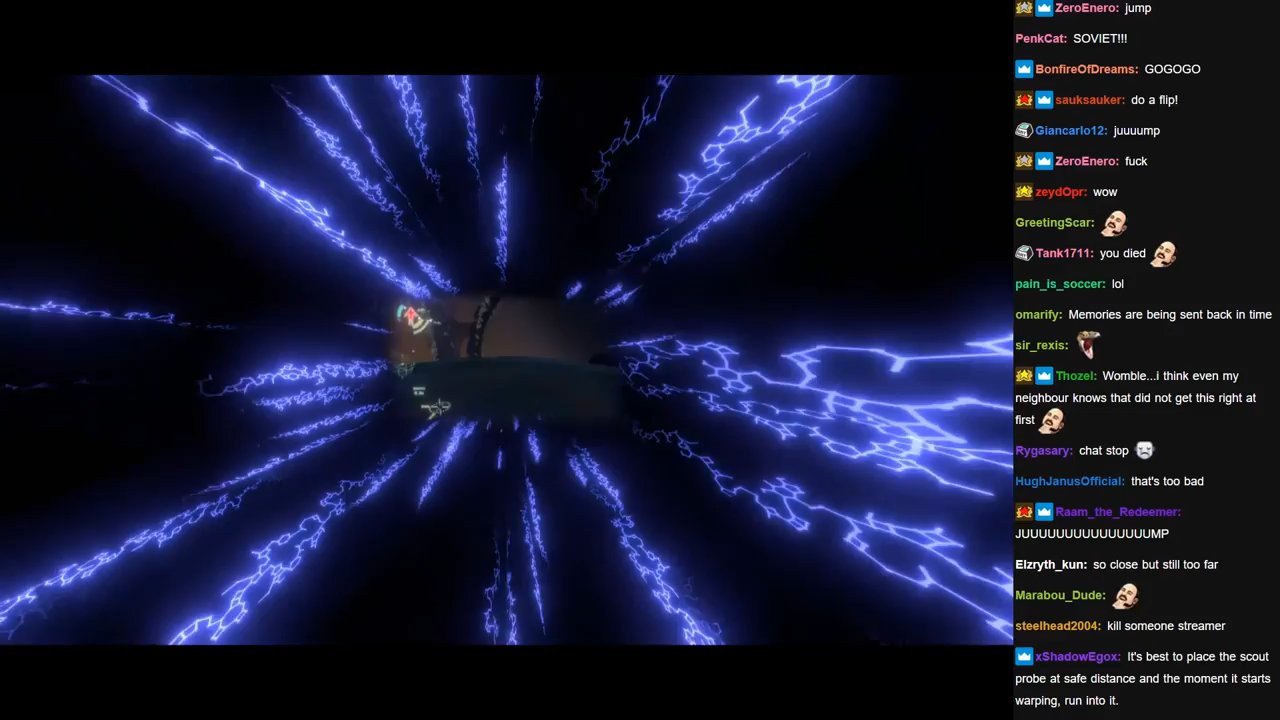 ZeroEnero: jump
PenkCat: SOVIET!!!
BonfireOfDreams: GOGOGO
sauksauker: do a flip!
Giancarlo12: juuuump
ZeroEnero: fuck
zeydOpr: wow
GreetingScar:
Tank1711: you died
pain_is_soccer: lol
omarify: Memories are being sent back in time
sir_rexis:
Thozel: Womble...i think even my
neighbour knows that did not get this right at
first
Rygasary: chat stop
HughJanusOfficial: that's too bad
Raam_the_Redeemer:
JUUUUUUUUUUUUUUUMP
Elzryth_kun: so close but still too far
Marabou_Dude:
steelhead2004: kill someone streamer
xShadowEgox: It's best to place the scout
probe at safe distance and the moment it starts
warping, run into it.